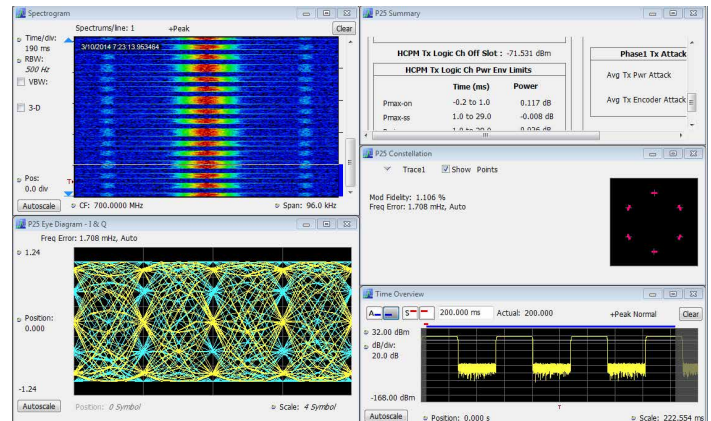 Spectrogram
Spectrums/line: 1
+Peak
Clear
Time/div:
190 ms
RBW:
500 Hz
VBW:
3-D
Pos:
0.0 div
3/10/2014 7:23:13.953464
T
Autoscale
CF: 700.0000 MHz
Span: 96.0 kHz
P25 Eye Diagram - I & Q
Freq Error: 1.708 mHz, Auto
1.24
Position:
0.000
-1.24
Autoscale
Position: 0 Symbol
Scale: 4 Symbol
P25 Summary
HCPM Tx Logic Ch Off Slot : -71.531 dBm
HCPM Tx Logic Ch Pwr Env Limits
Time (ms) Power
Pmax-on -0.2 to 1.0 0.117 dB
Pmax-ss 1.0 to 29.0 -0.008 dB
Phase1 Tx Attack
Avg Tx Pwr Attack
Avg Tx Encoder Attack
P25 Constellation
Trace1 Show Points
Mod Fidelity: 1.106 %
Freq Error: 1.708 mHz, Auto
Time Overview
A S 200.000 ms Actual: 200.000 +Peak Normal Clear
32.00 dBm
dB/div:
20.0 dB
-168.00 dBm
T
Autoscale
Position: 0.000 s
Scale: 222.554 ms